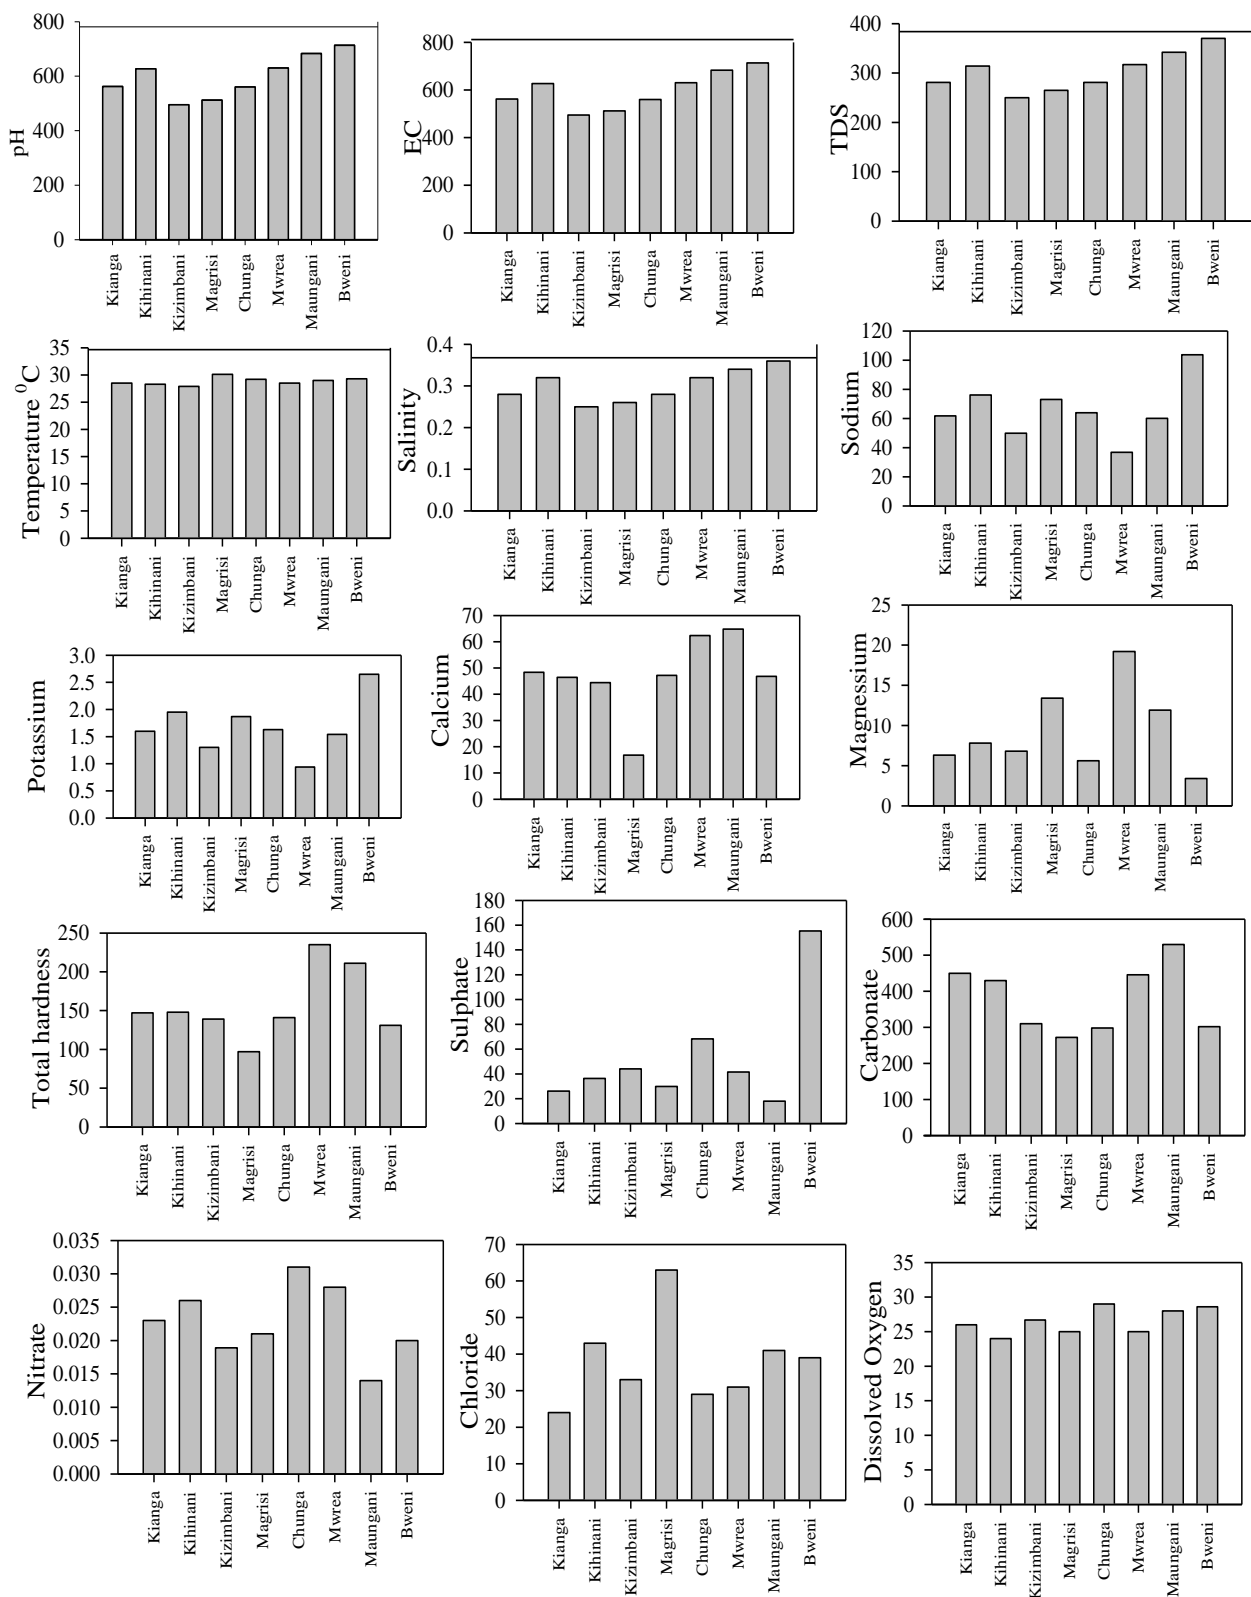 pH
800
600
400
200
0
Kianga
Kihinani
Kizimbani
Magrisi
Chunga
Mwrea
Maungani
Bweni
EC
800
600
400
200
0
Kianga
Kihinani
Kizimbani
Magrisi
Chunga
Mwrea
Maungani
Bweni
TDS
400
300
200
100
0
Kianga
Kihinani
Kizimbani
Magrisi
Chunga
Mwrea
Maungani
Bweni
Temperature ⁰C
35
30
25
20
15
10
5
0
Kianga
Kihinani
Kizimbani
Magrisi
Chunga
Mwrea
Maungani
Bweni
Salinity
0.4
0.3
0.2
0.1
0.0
Kianga
Kihinani
Kizimbani
Magrisi
Chunga
Mwrea
Maungani
Bweni
Sodium
120
100
80
60
40
20
0
Kianga
Kihinani
Kizimbani
Magrisi
Chunga
Mwrea
Maungani
Bweni
Potassium
3.0
2.5
2.0
1.5
1.0
0.5
0.0
Kianga
Kihinani
Kizimbani
Magrisi
Chunga
Mwrea
Maungani
Bweni
Calcium
70
60
50
40
30
20
10
0
Kianga
Kihinani
Kizimbani
Magrisi
Chunga
Mwrea
Maungani
Bweni
Magnessium
25
20
15
10
5
0
Kianga
Kihinani
Kizimbani
Magrisi
Chunga
Mwrea
Maungani
Bweni
Total hardness
250
200
150
100
50
0
Kianga
Kihinani
Kizimbani
Magrisi
Chunga
Mwrea
Maungani
Bweni
Sulphate
180
160
140
120
100
80
60
40
20
0
Kianga
Kihinani
Kizimbani
Magrisi
Chunga
Mwrea
Maungani
Bweni
Carbonate
600
500
400
300
200
100
0
Kianga
Kihinani
Kizimbani
Magrisi
Chunga
Mwrea
Maungani
Bweni
Nitrate
0.035
0.030
0.025
0.020
0.015
0.010
0.005
0.000
Kianga
Kihinani
Kizimbani
Magrisi
Chunga
Mwrea
Maungani
Bweni
Chloride
70
60
50
40
30
20
10
0
Kianga
Kihinani
Kizimbani
Magrisi
Chunga
Mwrea
Maungani
Bweni
Dissolved Oxygen
35
30
25
20
15
10
5
0
Kianga
Kihinani
Kizimbani
Magrisi
Chunga
Mwrea
Maungani
Bweni